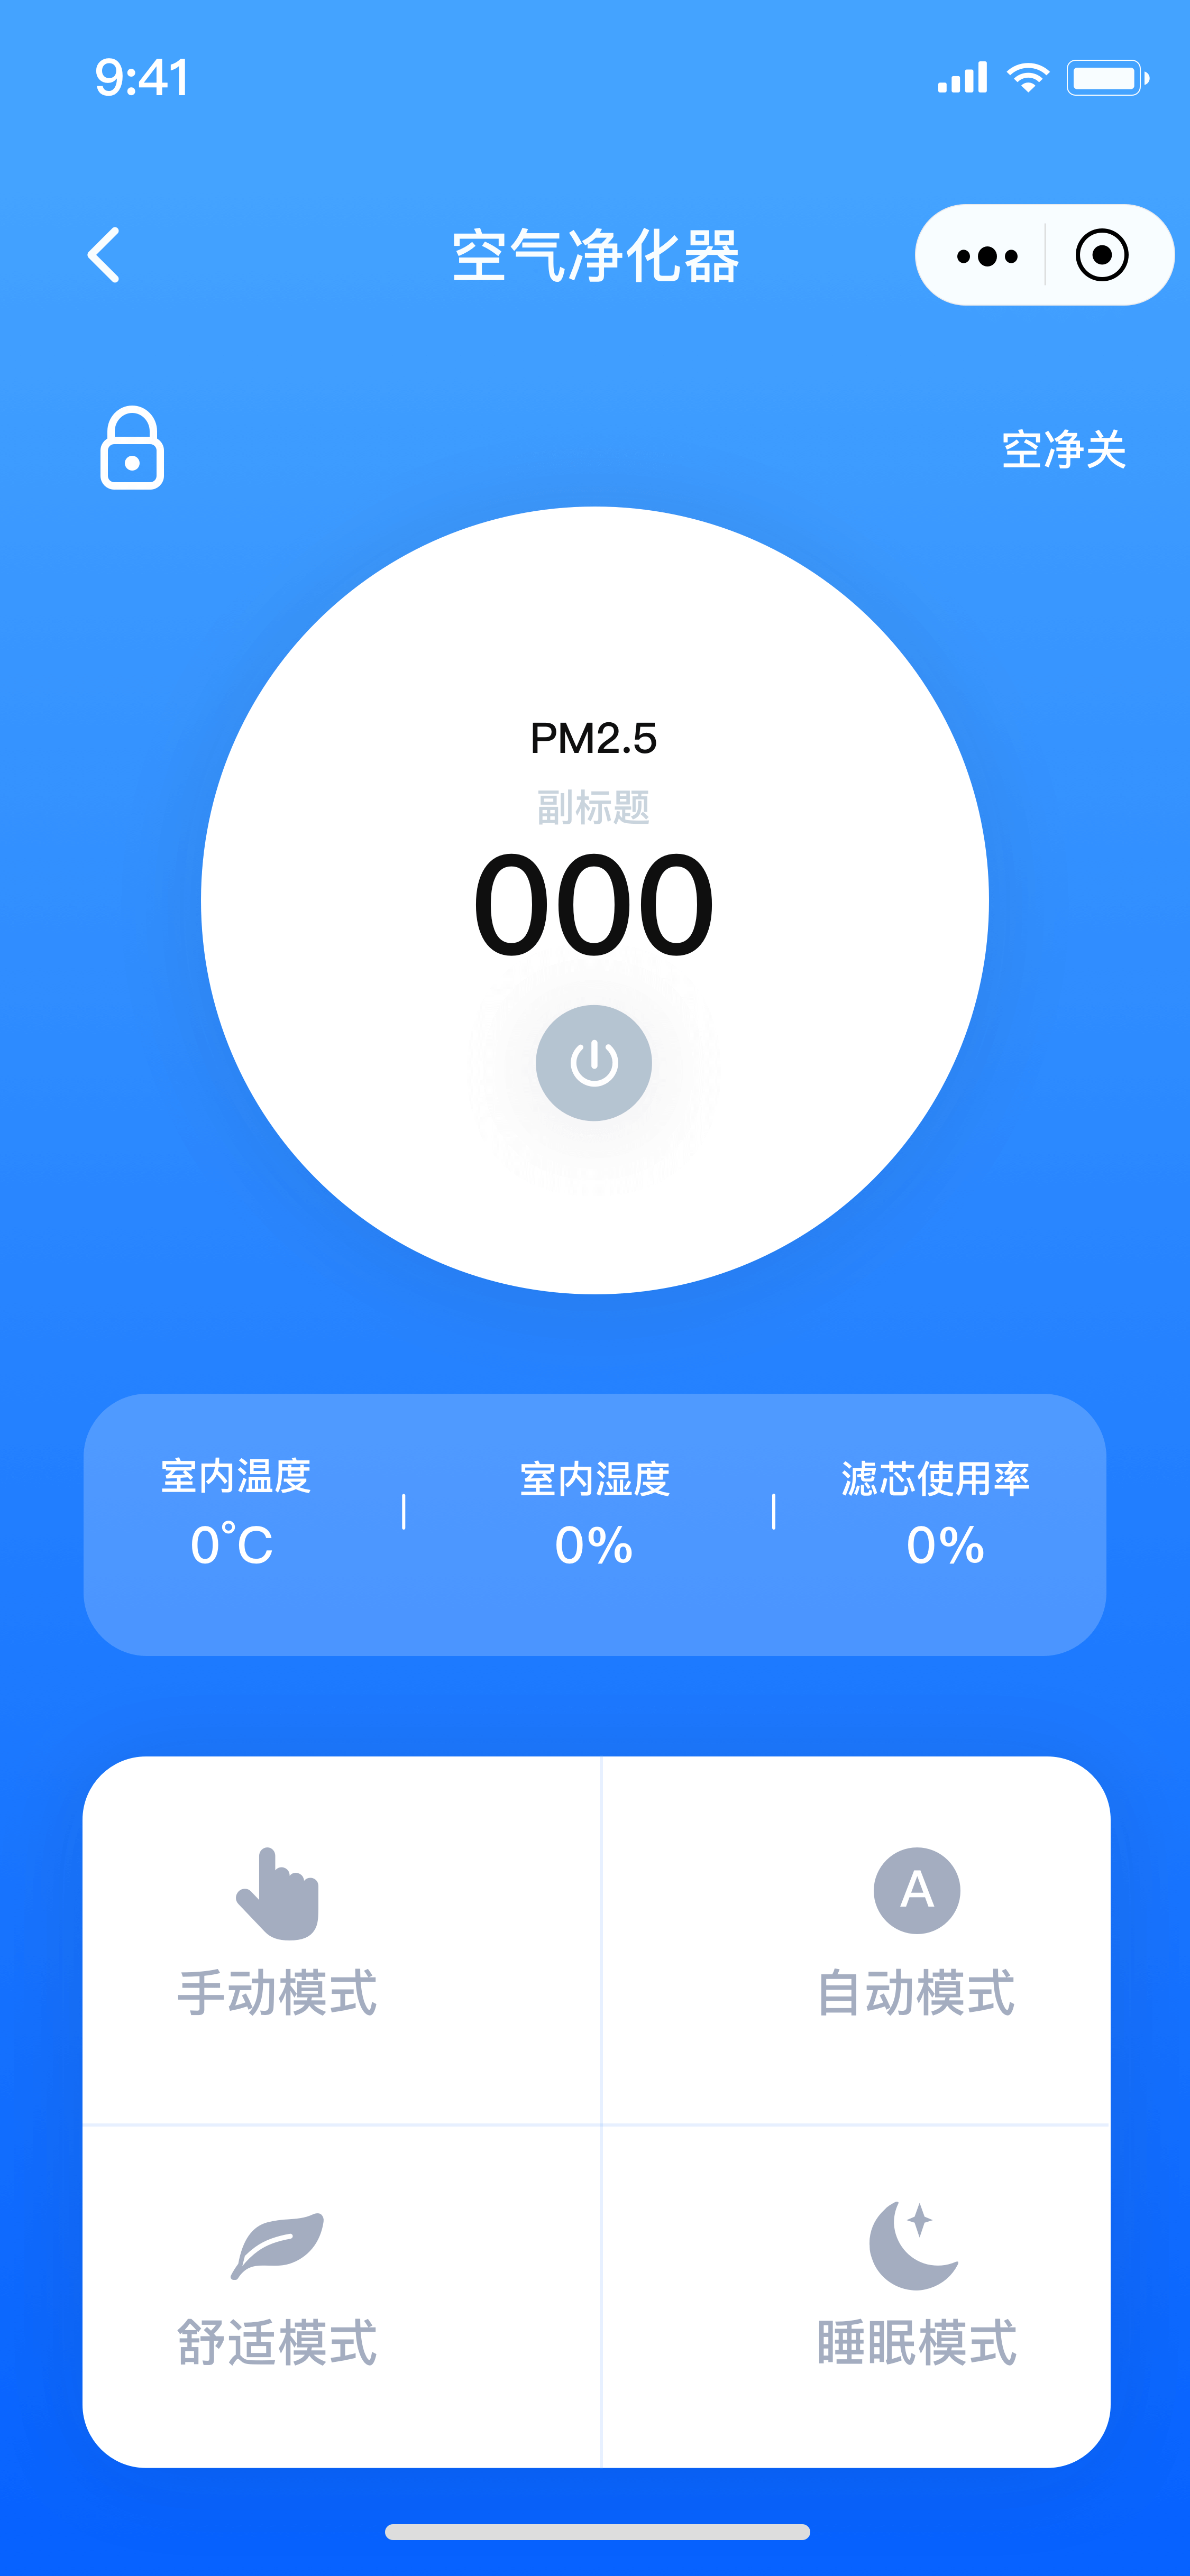 9:41
空气净化器
空净关
PM2.5
副标题
000
室内温度
室内湿度
滤芯使用率
0°C
0%
0%
A
手动模式
自动模式
舒适模式
睡眠模式